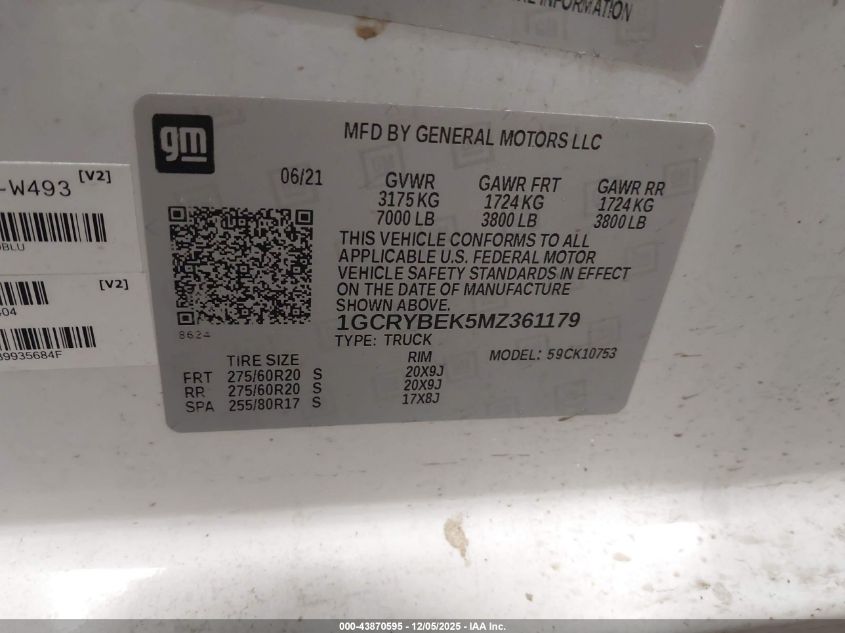 INFORMATION
gm
MFD BY GENERAL MOTORS LLC
06/21
GVWR
3175 KG
7000 LB
GAWR FRT
1724 KG
3800 LB
GAWR RR
1724 KG
3800 LB
THIS VEHICLE CONFORMS TO ALL
APPLICABLE U.S. FEDERAL MOTOR
VEHICLE SAFETY STANDARDS IN EFFECT
ON THE DATE OF MANUFACTURE
SHOWN ABOVE.
1GCRYBEK5MZ361179
TYPE: TRUCK
MODEL: 59CK10753
8624
TIRE SIZE RIM
FRT 275/60R20 S 20X9J
RR 275/60R20 S 20X9J
SPA 255/80R17 S 17X8J
-W493 [V2]
BLU
[V2]
404
39935684F
000-43870595 - 12/05/2025 - IAA Inc.